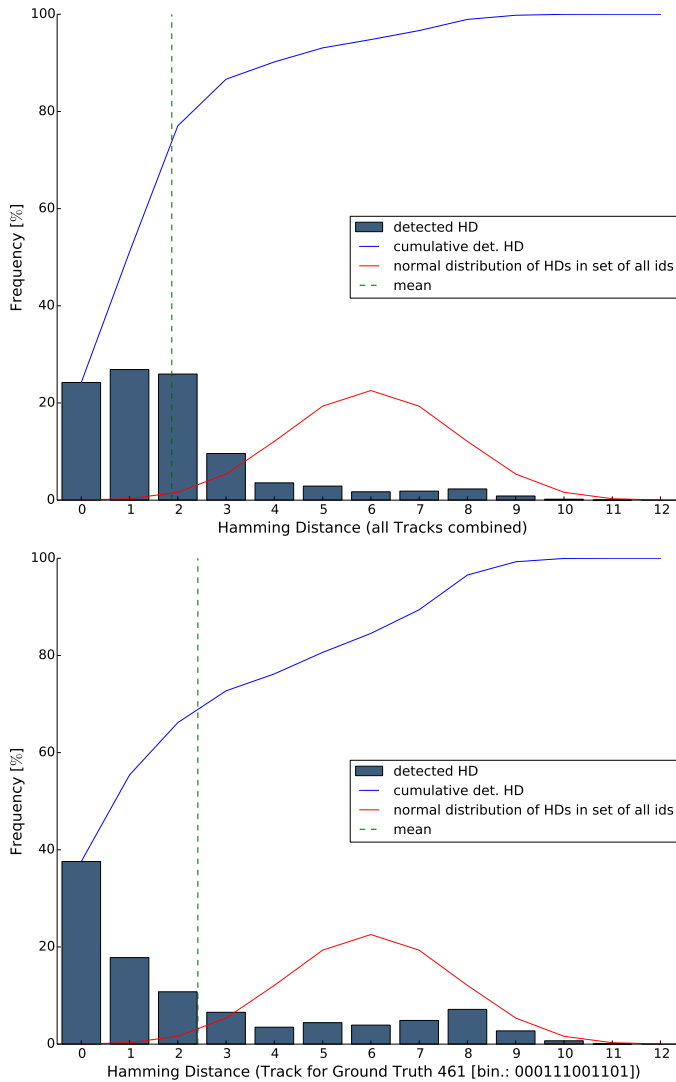 100
80
60
40
20
0
Frequency [%]
detected HD
cumulative det. HD
normal distribution of HDs in set of all ids
mean
0 1 2 3 4 5 6 7 8 9 10 11 12
Hamming Distance (all Tracks combined)
100
80
60
40
20
0
Frequency [%]
detected HD
cumulative det. HD
normal distribution of HDs in set of all ids
mean
0 1 2 3 4 5 6 7 8 9 10 11 12
Hamming Distance (Track for Ground Truth 461 [bin.: 000111001101])